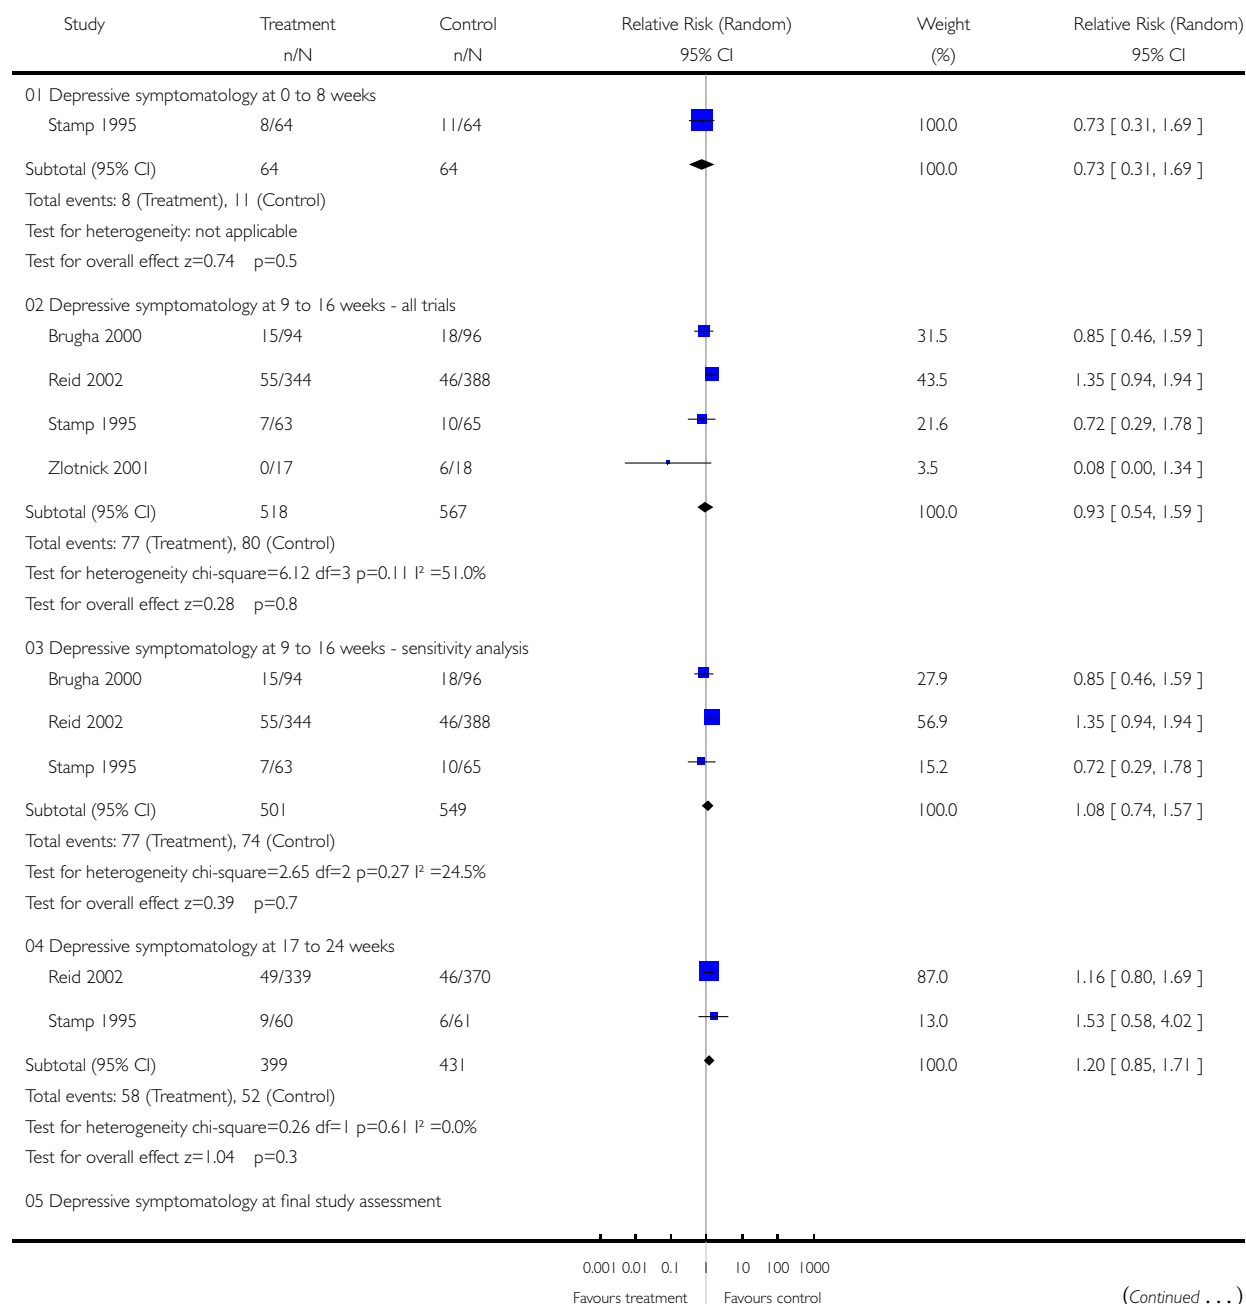 Study Treatment Control Relative Risk (Random) Weight Relative Risk (Random)
n/N n/N 95% CI (%) 95% CI
01 Depressive symptomatology at 0 to 8 weeks
Stamp 1995 8/64 11/64 100.0 0.73 [ 0.31, 1.69 ]
Subtotal (95% CI) 64 64 100.0 0.73 [ 0.31, 1.69 ]
Total events: 8 (Treatment), 11 (Control)
Test for heterogeneity: not applicable
Test for overall effect z=0.74 p=0.5
02 Depressive symptomatology at 9 to 16 weeks - all trials
Brugha 2000 15/94 18/96 31.5 0.85 [ 0.46, 1.59 ]
Reid 2002 55/344 46/388 43.5 1.35 [ 0.94, 1.94 ]
Stamp 1995 7/63 10/65 21.6 0.72 [ 0.29, 1.78 ]
Zlotnick 2001 0/17 6/18 3.5 0.08 [ 0.00, 1.34 ]
Subtotal (95% CI) 518 567 100.0 0.93 [ 0.54, 1.59 ]
Total events: 77 (Treatment), 80 (Control)
Test for heterogeneity chi-square=6.12 df=3 p=0.11 I² =51.0%
Test for overall effect z=0.28 p=0.8
03 Depressive symptomatology at 9 to 16 weeks - sensitivity analysis
Brugha 2000 15/94 18/96 27.9 0.85 [ 0.46, 1.59 ]
Reid 2002 55/344 46/388 56.9 1.35 [ 0.94, 1.94 ]
Stamp 1995 7/63 10/65 15.2 0.72 [ 0.29, 1.78 ]
Subtotal (95% CI) 501 549 100.0 1.08 [ 0.74, 1.57 ]
Total events: 77 (Treatment), 74 (Control)
Test for heterogeneity chi-square=2.65 df=2 p=0.27 I² =24.5%
Test for overall effect z=0.39 p=0.7
04 Depressive symptomatology at 17 to 24 weeks
Reid 2002 49/339 46/370 87.0 1.16 [ 0.80, 1.69 ]
Stamp 1995 9/60 6/61 13.0 1.53 [ 0.58, 4.02 ]
Subtotal (95% CI) 399 431 100.0 1.20 [ 0.85, 1.71 ]
Total events: 58 (Treatment), 52 (Control)
Test for heterogeneity chi-square=0.26 df=1 p=0.61 I² =0.0%
Test for overall effect z=1.04 p=0.3
05 Depressive symptomatology at final study assessment
0.001 0.01 0.1 1 10 100 1000
Favours treatment Favours control (Continued . . . )